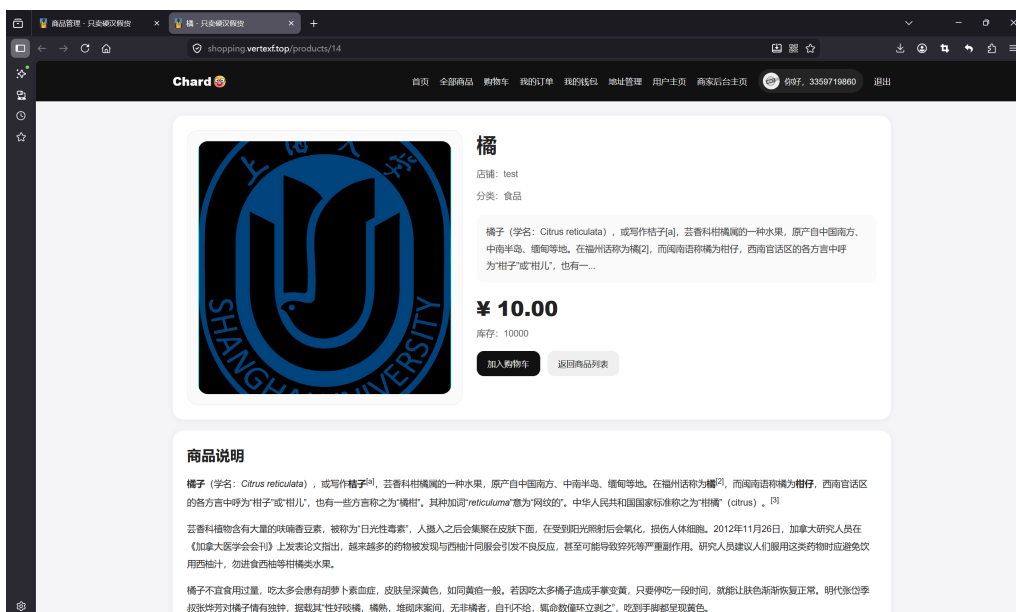 商品管理 - 只卖硬汉假货
橘 - 只卖硬汉假货
shopping.vertexf.top/products/14
Chard
首页 全部商品 购物车 我的订单 我的钱包 地址管理 用户主页 商家后台主页 你好，3359719860 退出
上海大学
SHANGHAI UNIVERSITY
橘
店铺：test
分类：食品
橘子（学名：Citrus reticulata），或写作桔子[a]，芸香科柑橘属的一种水果，原产自中国南方、
中南半岛、缅甸等地。在福州话称为橘[2]，而闽南语称橘为柑仔，西南官话区的各方言中呼
为“柑子”或“柑儿”，也有一...
¥ 10.00
库存：10000
加入购物车
返回商品列表
商品说明
橘子（学名：Citrus reticulata），或写作桔子[a]，芸香科柑橘属的一种水果，原产自中国南方、中南半岛、缅甸等地。在福州话称为橘[2]，而闽南语称橘为柑仔，西南官话区
的各方言中呼为“柑子”或“柑儿”，也有一些方言称之为“橘柑”。其种加词“reticuluma”意为“网纹的”。中华人民共和国国家标准称之为“柑橘”（citrus）。[3]
芸香科植物含有大量的呋喃香豆素，被称为“日光性毒素”，人摄入之后会集聚在皮肤下面，在受到阳光照射后会氧化，损伤人体细胞。2012年11月26日，加拿大研究人员在
《加拿大医学会会刊》上发表论文指出，越来越多的药物被发现与西柚汁同服会引发不良反应，甚至可能导致猝死等严重副作用。研究人员建议人们服用这类药物时应避免饮
用西柚汁，勿进食西柚等柑橘类水果。
橘子不宜食用过量，吃太多会患有胡萝卜素血症，皮肤呈深黄色，如同黄疸一般。若因吃太多橘子造成手掌变黄，只要停吃一段时间，就能让肤色渐渐恢复正常。明代张岱季
叔张烨芳对橘子情有独钟，据载其“性好啖橘，橘熟，堆砌床案间，无非橘者，自刊不给，辄命数僮环立剥之”，吃到手脚都呈现黄色。